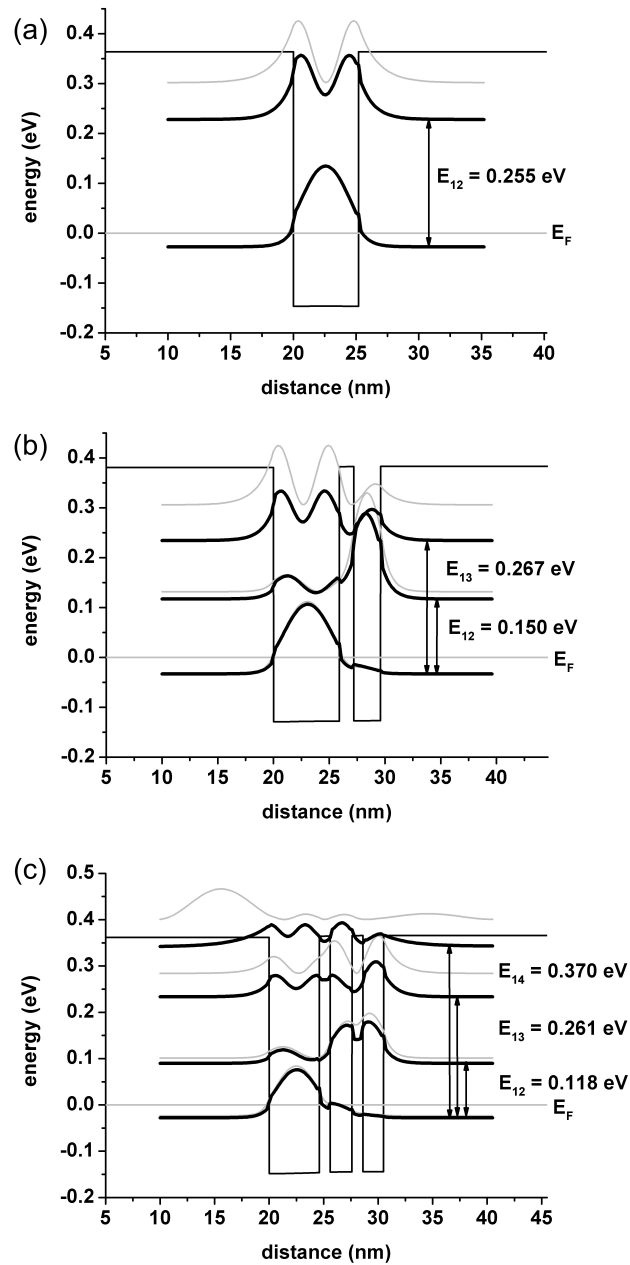 (a)
energy (eV)
0.4
0.3
0.2
0.1
0.0
-0.1
-0.2
E12 = 0.255 eV
EF
5 10 15 20 25 30 35 40
distance (nm)
(b)
energy (eV)
0.4
0.3
0.2
0.1
0.0
-0.1
-0.2
E13 = 0.267 eV
E12 = 0.150 eV
EF
5 10 15 20 25 30 35 40
distance (nm)
(c)
energy (eV)
0.5
0.4
0.3
0.2
0.1
0.0
-0.1
-0.2
E14 = 0.370 eV
E13 = 0.261 eV
E12 = 0.118 eV
EF
5 10 15 20 25 30 35 40 45
distance (nm)